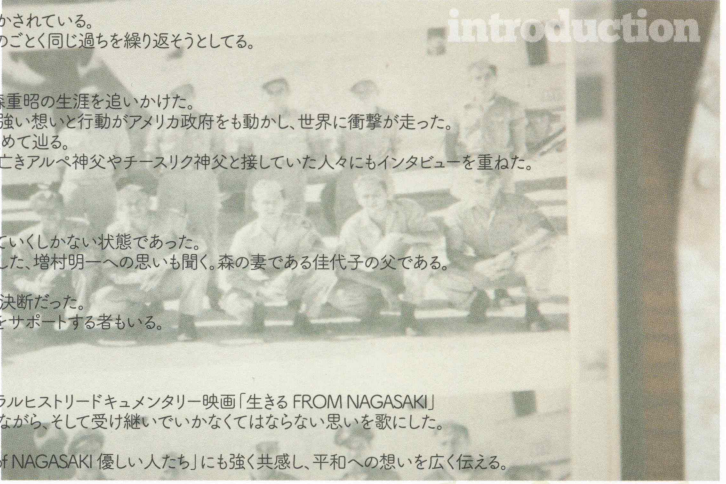 introduction
かされている。
のごとく同じ過ちを繰り返そうとしてる。
森重昭の生涯を追いかけた。
強い想いと行動がアメリカ政府をも動かし、世界に衝撃が走った。
めて辿る。
亡きアルペ神父やチースリク神父と接していた人々にもインタビューを重ねた。
ていくしかない状態であった。
した、増村明一への思いも聞く。森の妻である佳代子の父である。
決断だった。
をサポートする者もいる。
ラルヒストリードキュメンタリー映画「生きる FROM NAGASAKI」
ながら、そして受け継いでいかなくてはならない思いを歌にした。
of NAGASAKI 優しい人たち」にも強く共感し、平和への想いを広く伝える。